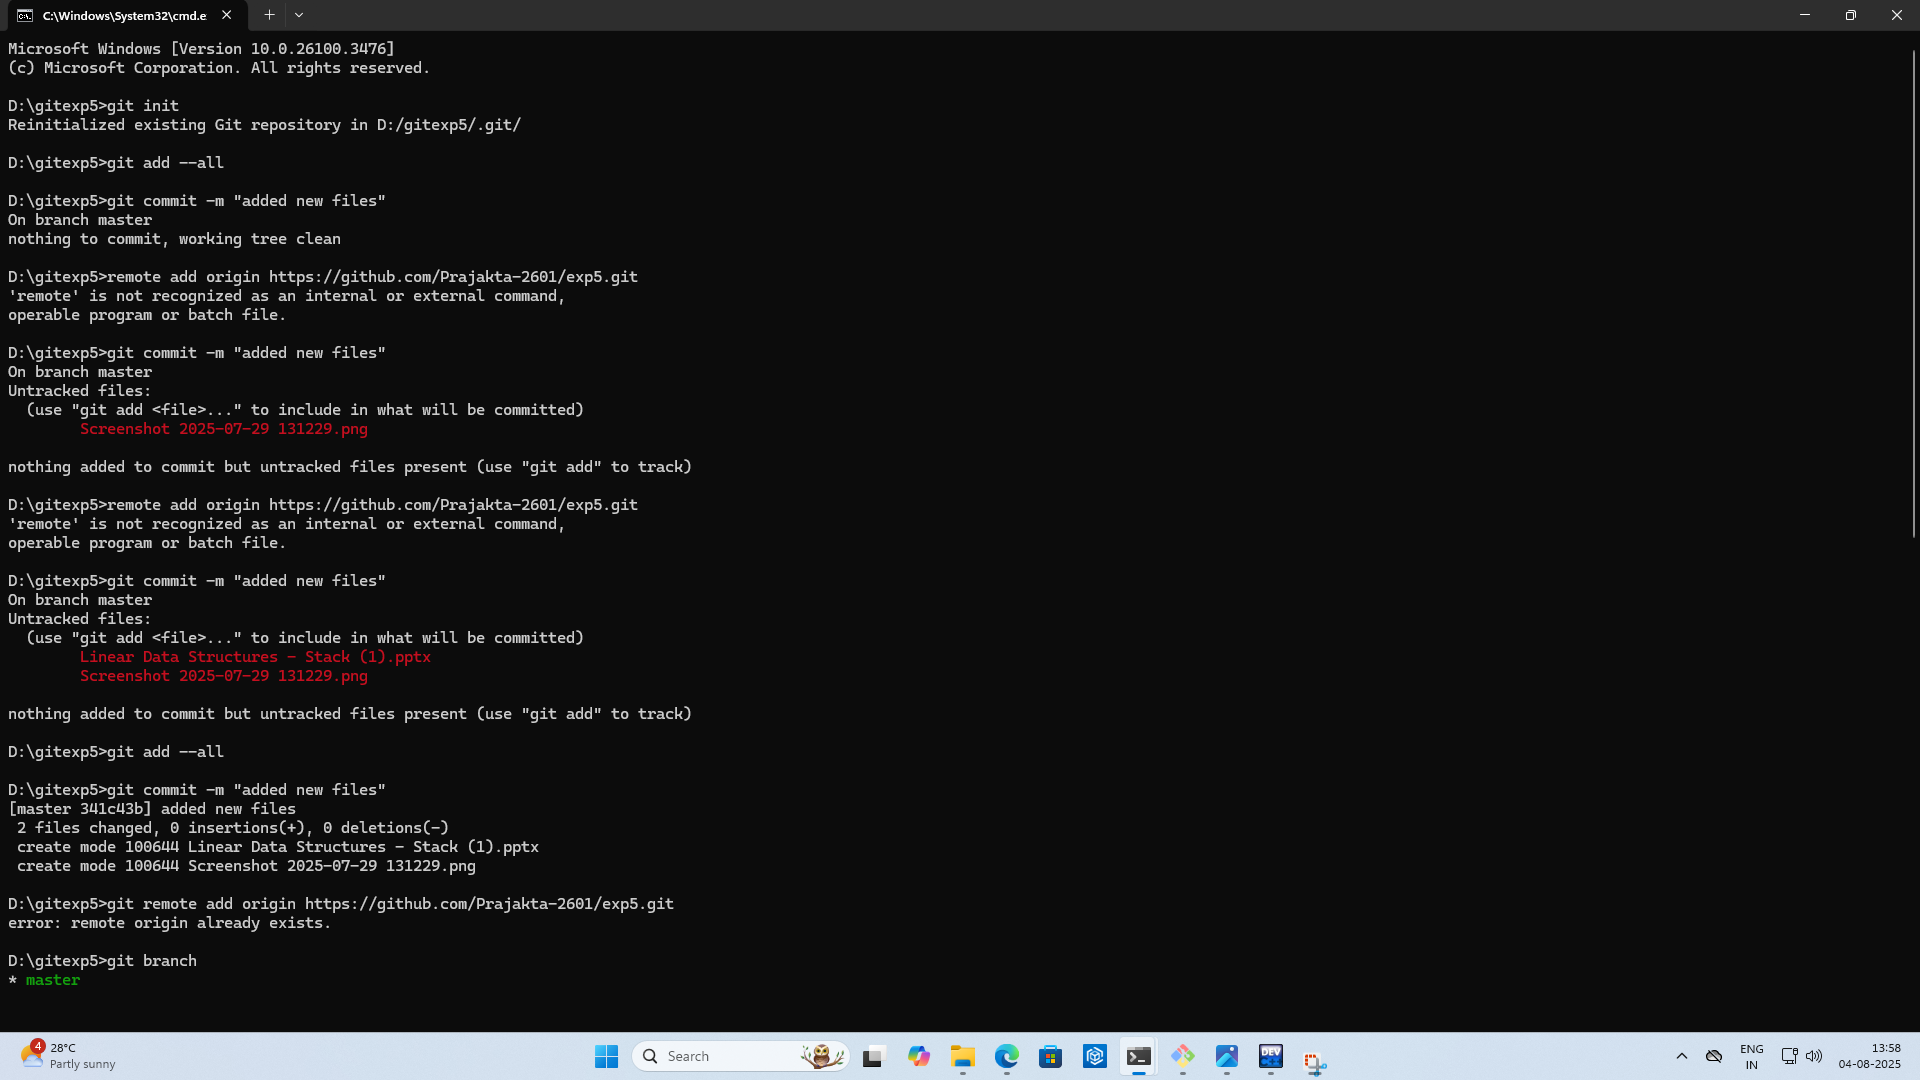 C:\Windows\System32\cmd.e
Microsoft Windows [Version 10.0.26100.3476]
(c) Microsoft Corporation. All rights reserved.
D:\gitexp5>git init
Reinitialized existing Git repository in D:/gitexp5/.git/
D:\gitexp5>git add --all
D:\gitexp5>git commit -m "added new files"
On branch master
nothing to commit, working tree clean
D:\gitexp5>remote add origin https://github.com/Prajakta-2601/exp5.git
'remote' is not recognized as an internal or external command,
operable program or batch file.
D:\gitexp5>git commit -m "added new files"
On branch master
Untracked files:
  (use "git add <file>..." to include in what will be committed)
        Screenshot 2025-07-29 131229.png
nothing added to commit but untracked files present (use "git add" to track)
D:\gitexp5>remote add origin https://github.com/Prajakta-2601/exp5.git
'remote' is not recognized as an internal or external command,
operable program or batch file.
D:\gitexp5>git commit -m "added new files"
On branch master
Untracked files:
  (use "git add <file>..." to include in what will be committed)
        Linear Data Structures - Stack (1).pptx
        Screenshot 2025-07-29 131229.png
nothing added to commit but untracked files present (use "git add" to track)
D:\gitexp5>git add --all
D:\gitexp5>git commit -m "added new files"
[master 341c43b] added new files
 2 files changed, 0 insertions(+), 0 deletions(-)
 create mode 100644 Linear Data Structures - Stack (1).pptx
 create mode 100644 Screenshot 2025-07-29 131229.png
D:\gitexp5>git remote add origin https://github.com/Prajakta-2601/exp5.git
error: remote origin already exists.
D:\gitexp5>git branch
* master
4
28°C
Partly sunny
Search
DEV
ENG
IN
13:58
04-08-2025